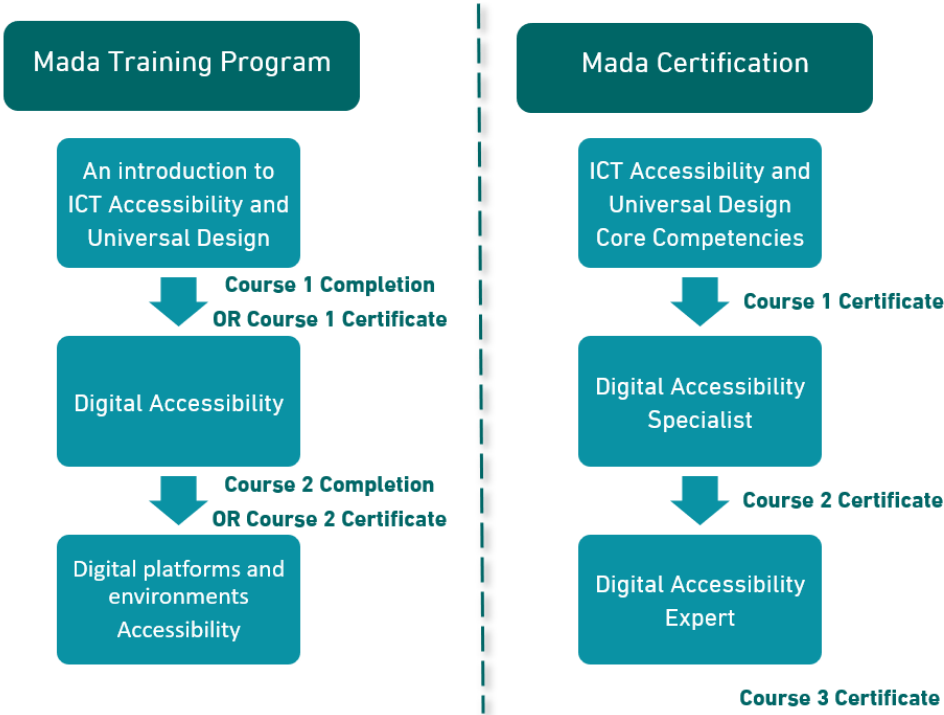 Mada Training Program
An introduction to
ICT Accessibility and
Universal Design
Course 1 Completion
OR Course 1 Certificate
Digital Accessibility
Course 2 Completion
OR Course 2 Certificate
Digital platforms and
environments
Accessibility
Mada Certification
ICT Accessibility and
Universal Design
Core Competencies
Course 1 Certificate
Digital Accessibility
Specialist
Course 2 Certificate
Digital Accessibility
Expert
Course 3 Certificate